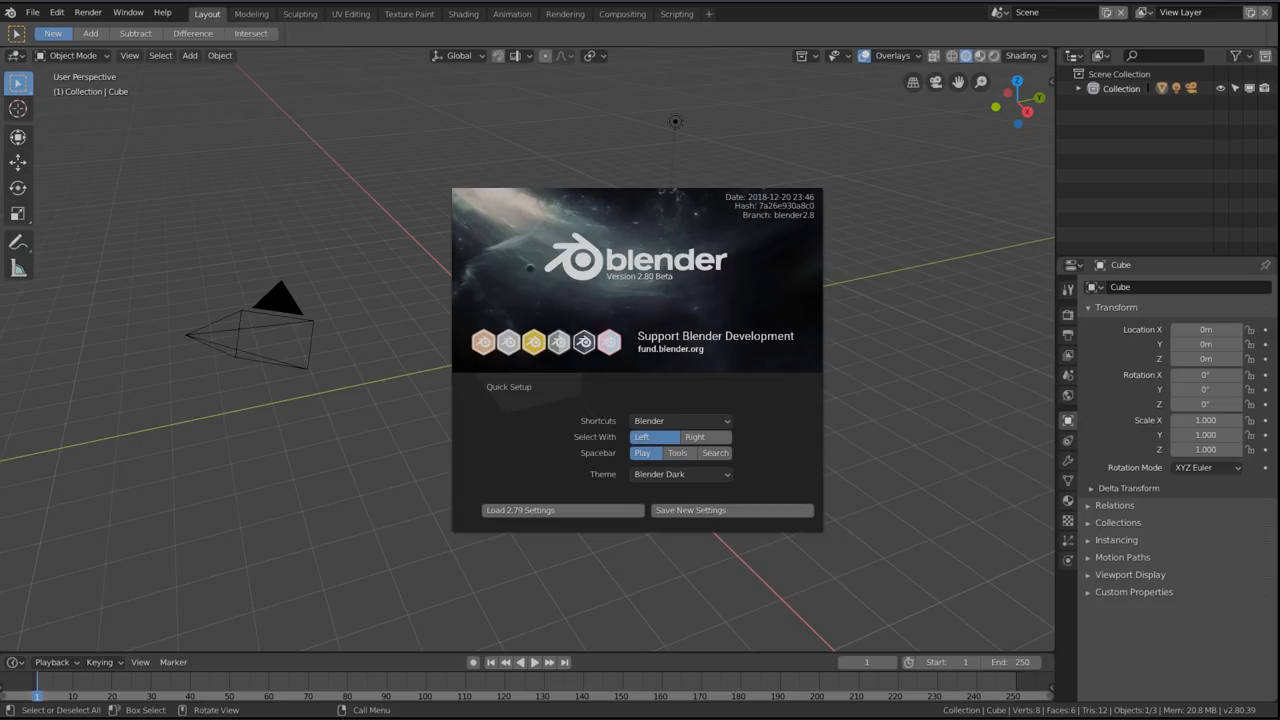 File Edit Render Window Help Layout Modeling Sculpting UV Editing Texture Paint Shading Animation Rendering Compositing Scripting + Scene View Layer
New Add Subtract Difference Intersect
Object Mode View Select Add Object Global Overlays Shading
User Perspective
(1) Collection | Cube
Scene Collection
Collection
Z
Y
X
Date: 2018-12-20 23:46
Hash: 7a26e930a8c0
Branch: blender2.8
blender
Version 2.80 Beta
Support Blender Development
fund.blender.org
Quick Setup
Shortcuts Blender
Select With Left Right
Spacebar Play Tools Search
Theme Blender Dark
Load 2.79 Settings Save New Settings
Cube
Cube
Transform
Location X 0m
Y 0m
Z 0m
Rotation X 0°
Y 0°
Z 0°
Scale X 1.000
Y 1.000
Z 1.000
Rotation Mode XYZ Euler
Delta Transform
Relations
Collections
Instancing
Motion Paths
Viewport Display
Custom Properties
Playback Keying View Marker 1 Start: 1 End: 250
1 10 20 30 40 50 60 70 80 90 100 110 120 130 140 150 160 170 180 190 200 210 220 230 240 250
Select or Deselect All Box Select Rotate View Call Menu Collection | Cube | Verts:8 | Faces:6 | Tris:12 | Objects:1/3 | Mem: 20.8 MB | v2.80.39